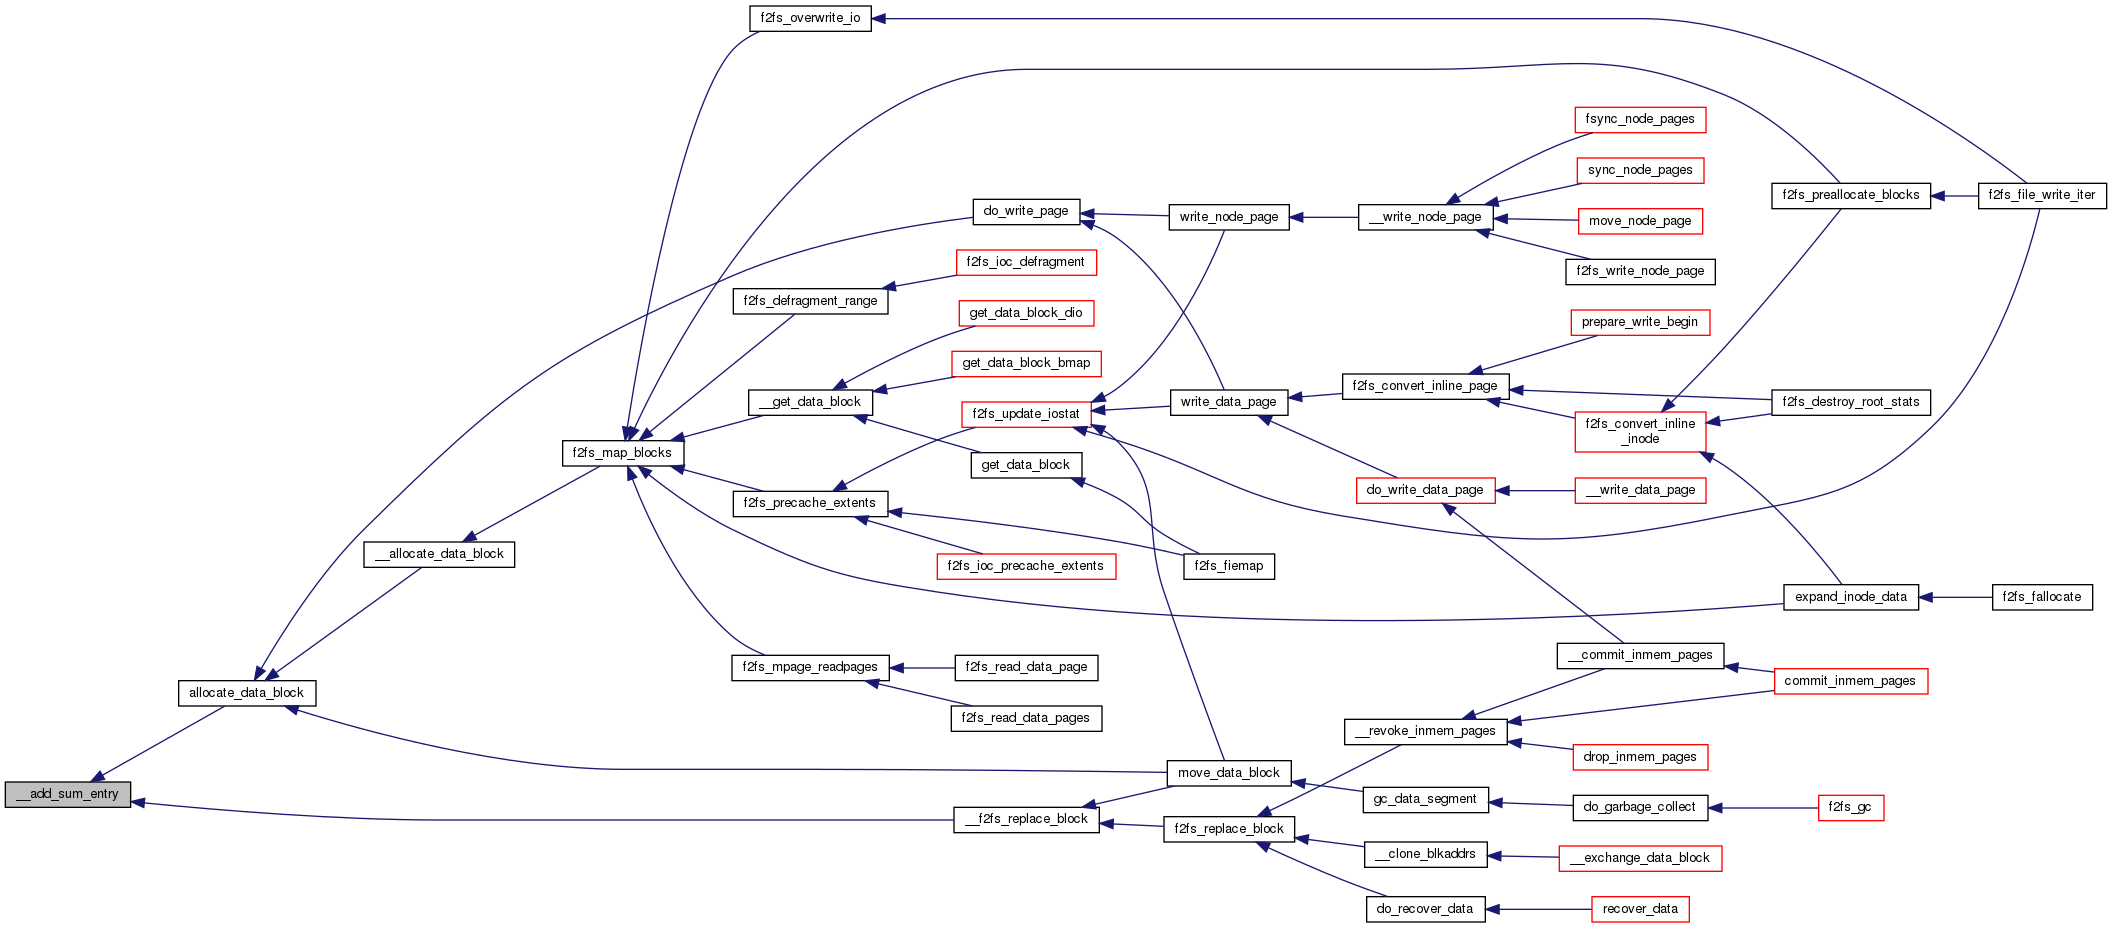 f2fs_overwrite_io
fsync_node_pages
sync_node_pages
f2fs_preallocate_blocks
f2fs_file_write_iter
do_write_page
write_node_page
__write_node_page
move_node_page
f2fs_ioc_defragment
f2fs_write_node_page
f2fs_defragment_range
get_data_block_dio
prepare_write_begin
get_data_block_bmap
f2fs_convert_inline_page
__get_data_block
f2fs_update_iostat
write_data_page
f2fs_destroy_root_stats
f2fs_convert_inline
_inode
f2fs_map_blocks
get_data_block
do_write_data_page
__write_data_page
f2fs_precache_extents
__allocate_data_block
f2fs_ioc_precache_extents
f2fs_fiemap
expand_inode_data
f2fs_fallocate
__commit_inmem_pages
f2fs_mpage_readpages
f2fs_read_data_page
commit_inmem_pages
allocate_data_block
f2fs_read_data_pages
__revoke_inmem_pages
drop_inmem_pages
move_data_block
__add_sum_entry
gc_data_segment
do_garbage_collect
f2fs_gc
__f2fs_replace_block
f2fs_replace_block
__clone_blkaddrs
__exchange_data_block
do_recover_data
recover_data